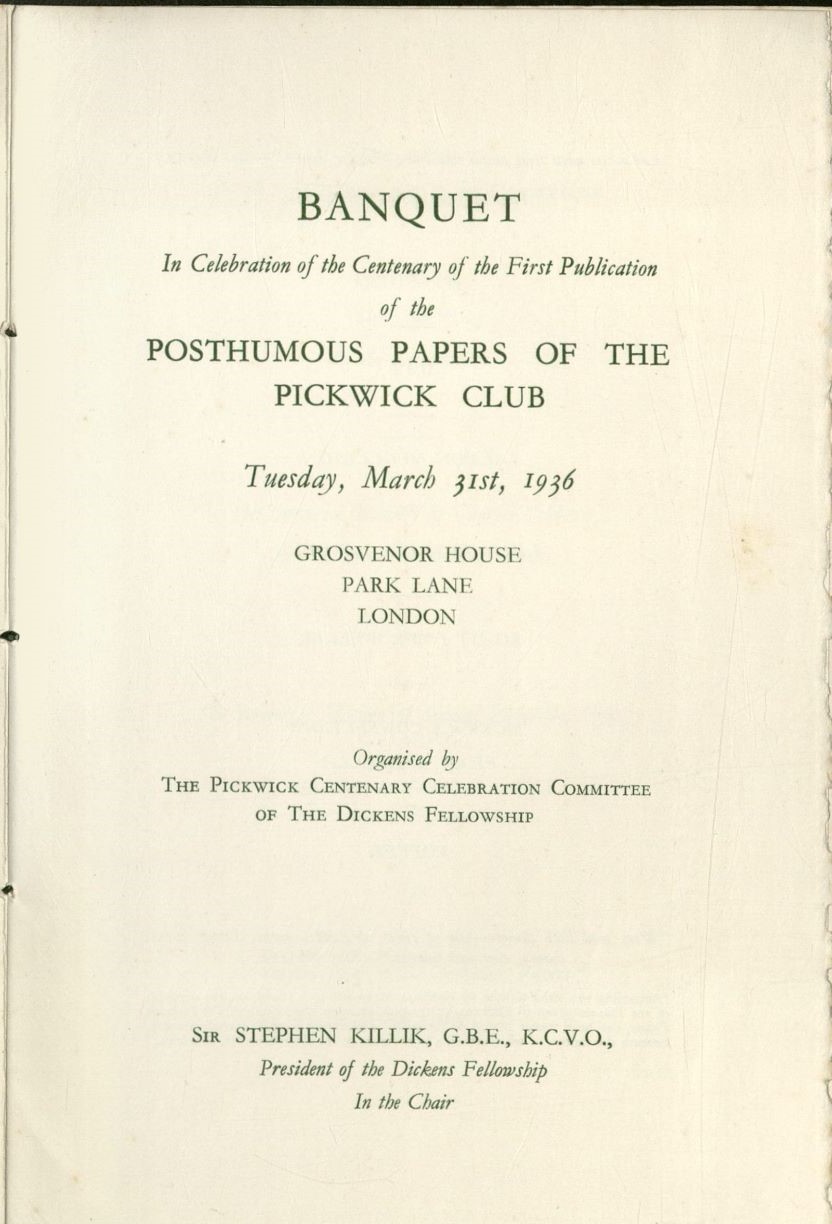 BANQUET
In Celebration of the Centenary of the First Publication
of the
POSTHUMOUS PAPERS OF THE
PICKWICK CLUB
Tuesday, March 31st, 1936
GROSVENOR HOUSE
PARK LANE
LONDON
Organised by
THE PICKWICK CENTENARY CELEBRATION COMMITTEE
OF THE DICKENS FELLOWSHIP
SIR STEPHEN KILLIK, G.B.E., K.C.V.O.,
President of the Dickens Fellowship
In the Chair